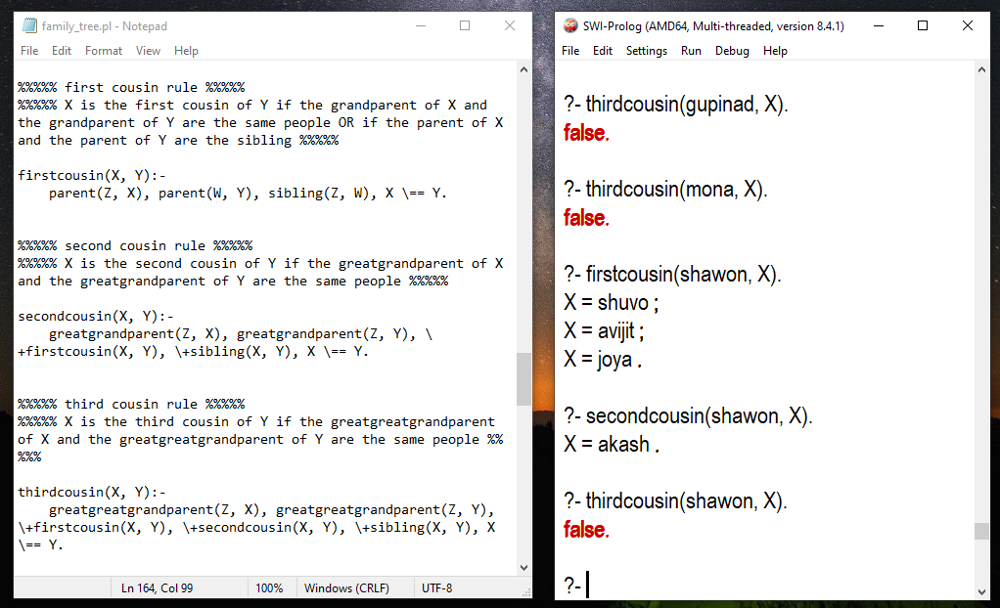 family_tree.pl - Notepad
File Edit Format View Help
%%%%% first cousin rule %%%%%
%%%%% X is the first cousin of Y if the grandparent of X and
the grandparent of Y are the same people OR if the parent of X
and the parent of Y are the sibling %%%%%
firstcousin(X, Y):-
parent(Z, X), parent(W, Y), sibling(Z, W), X \== Y.
%%%%% second cousin rule %%%%%
%%%%% X is the second cousin of Y if the greatgrandparent of X
and the greatgrandparent of Y are the same people %%%%%
secondcousin(X, Y):-
greatgrandparent(Z, X), greatgrandparent(Z, Y), \
+firstcousin(X, Y), \+sibling(X, Y), X \== Y.
%%%%% third cousin rule %%%%%
%%%%% X is the third cousin of Y if the greatgreatgrandparent
of X and the greatgreatgrandparent of Y are the same people %%
%%%
thirdcousin(X, Y):-
greatgreatgrandparent(Z, X), greatgreatgrandparent(Z, Y),
\+firstcousin(X, Y), \+secondcousin(X, Y), \+sibling(X, Y), X
\== Y.
Ln 164, Col 99 100% Windows (CRLF) UTF-8
SWI-Prolog (AMD64, Multi-threaded, version 8.4.1)
File Edit Settings Run Debug Help
?- thirdcousin(gupinad, X).
false.
?- thirdcousin(mona, X).
false.
?- firstcousin(shawon, X).
X = shuvo ;
X = avijit ;
X = joya .
?- secondcousin(shawon, X).
X = akash .
?- thirdcousin(shawon, X).
false.
?-